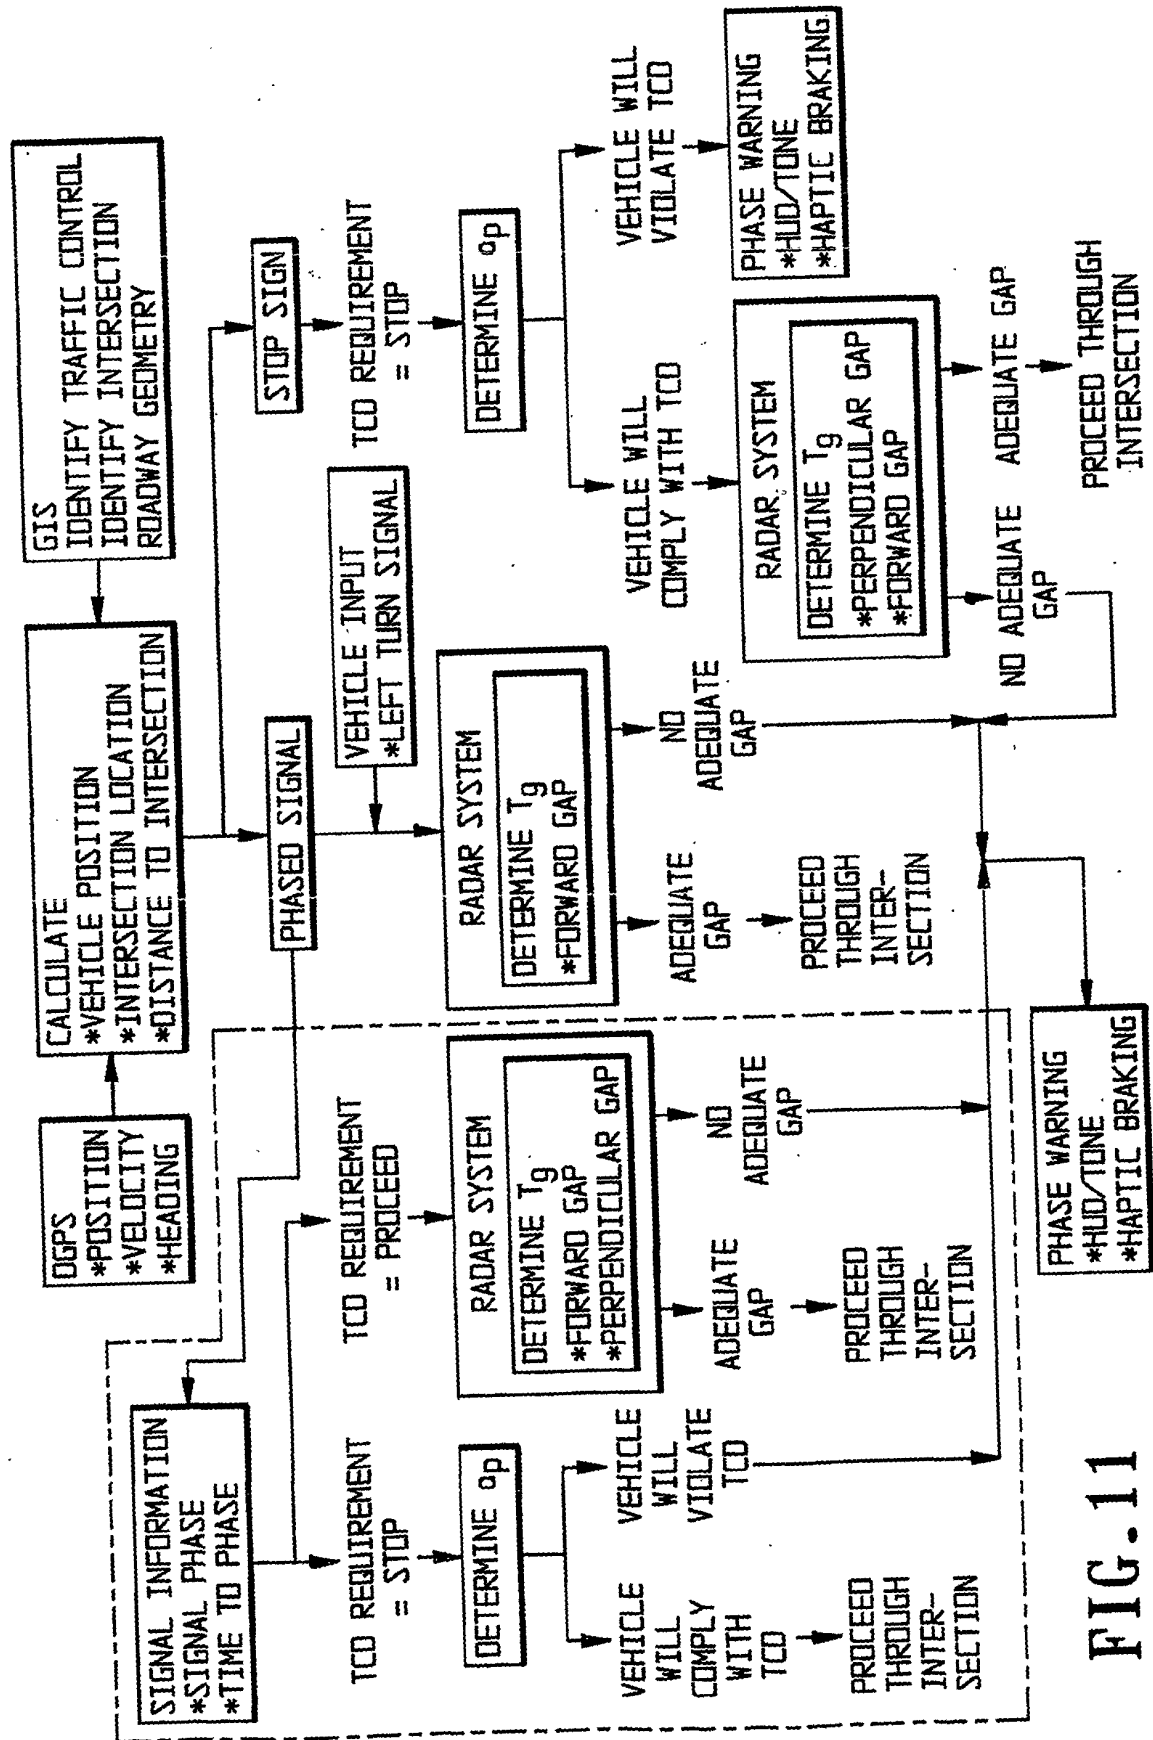 DGPS
*POSITION
*VELOCITY
*HEADING
CALCULATE
*VEHICLE POSITION
*INTERSECTION LOCATION
*DISTANCE TO INTERSECTION
GIS
IDENTIFY TRAFFIC CONTROL
IDENTIFY INTERSECTION
ROADWAY GEOMETRY
SIGNAL INFORMATION
*SIGNAL PHASE
*TIME TO PHASE
PHASED SIGNAL
STOP SIGN
VEHICLE INPUT
*LEFT TURN SIGNAL
TCD REQUIREMENT
= STOP
TCD REQUIREMENT
= PROCEED
TCD REQUIREMENT
= STOP
DETERMINE ap
RADAR SYSTEM
DETERMINE Tg
*FORWARD GAP
*PERPENDICULAR GAP
RADAR SYSTEM
DETERMINE Tg
*FORWARD GAP
DETERMINE ap
VEHICLE
WILL
COMPLY
WITH
TCD
VEHICLE
WILL
VIOLATE
TCD
ADEQUATE
GAP
NO
ADEQUATE
GAP
ADEQUATE
GAP
NO
ADEQUATE
GAP
VEHICLE WILL
COMPLY WITH TCD
VEHICLE WILL
VIOLATE TCD
PROCEED
THROUGH
INTER-
SECTION
PROCEED
THROUGH
INTER-
SECTION
PROCEED
THROUGH
INTER-
SECTION
RADAR SYSTEM
DETERMINE Tg
*PERPENDICULAR GAP
*FORWARD GAP
PHASE WARNING
*HUD/TONE
*HAPTIC BRAKING
NO ADEQUATE
GAP
ADEQUATE GAP
PROCEED THROUGH
INTERSECTION
PHASE WARNING
*HUD/TONE
*HAPTIC BRAKING
FIG.11